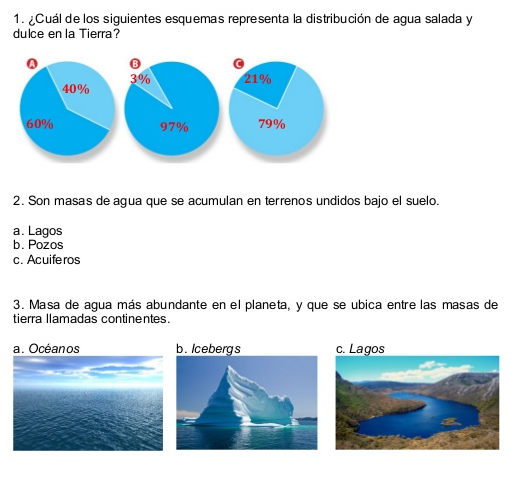 1. ¿Cuál de los siguientes esquemas representa la distribución de agua salada y
dulce en la Tierra?
A B C
40% 3% 21%
60% 97% 79%
2. Son masas de agua que se acumulan en terrenos undidos bajo el suelo.
a. Lagos
b. Pozos
c. Acuiferos
3. Masa de agua más abundante en el planeta, y que se ubica entre las masas de
tierra llamadas continentes.
a. Océanos b. Icebergs c. Lagos